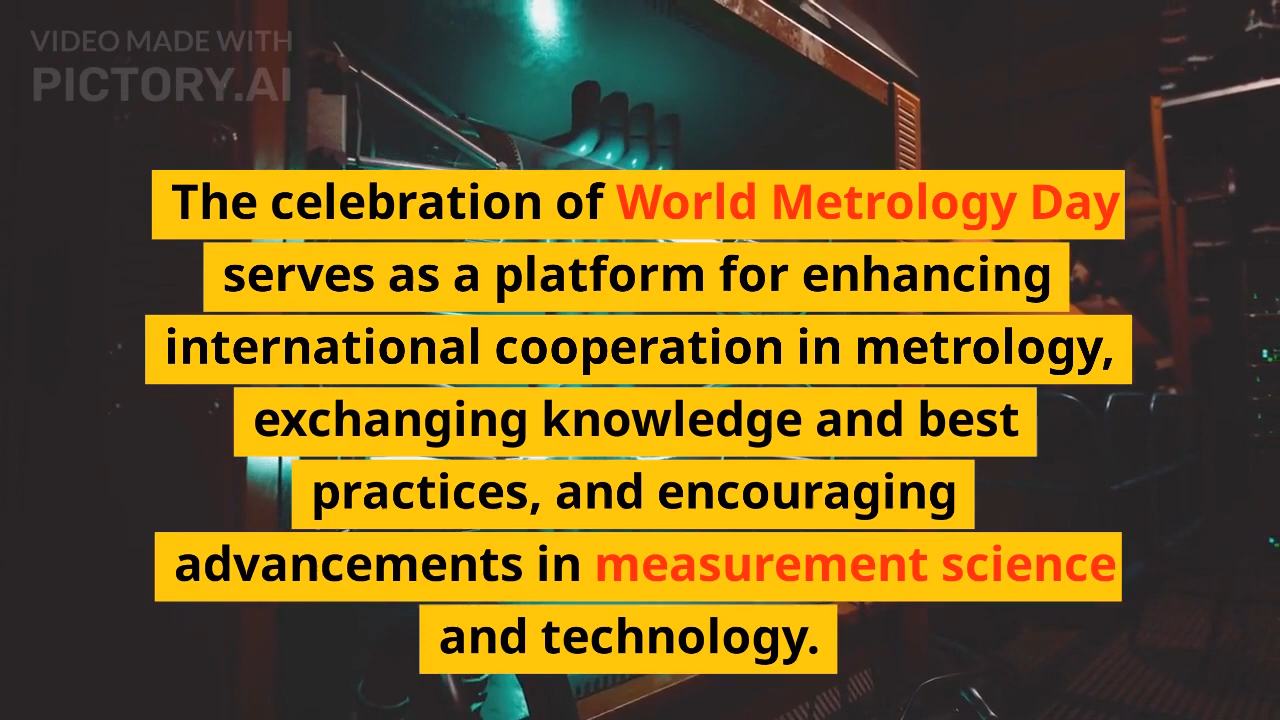 VIDEO MADE WITH
PICTORY.AI
The celebration of World Metrology Day
serves as a platform for enhancing
international cooperation in metrology,
exchanging knowledge and best
practices, and encouraging
advancements in measurement science
and technology.